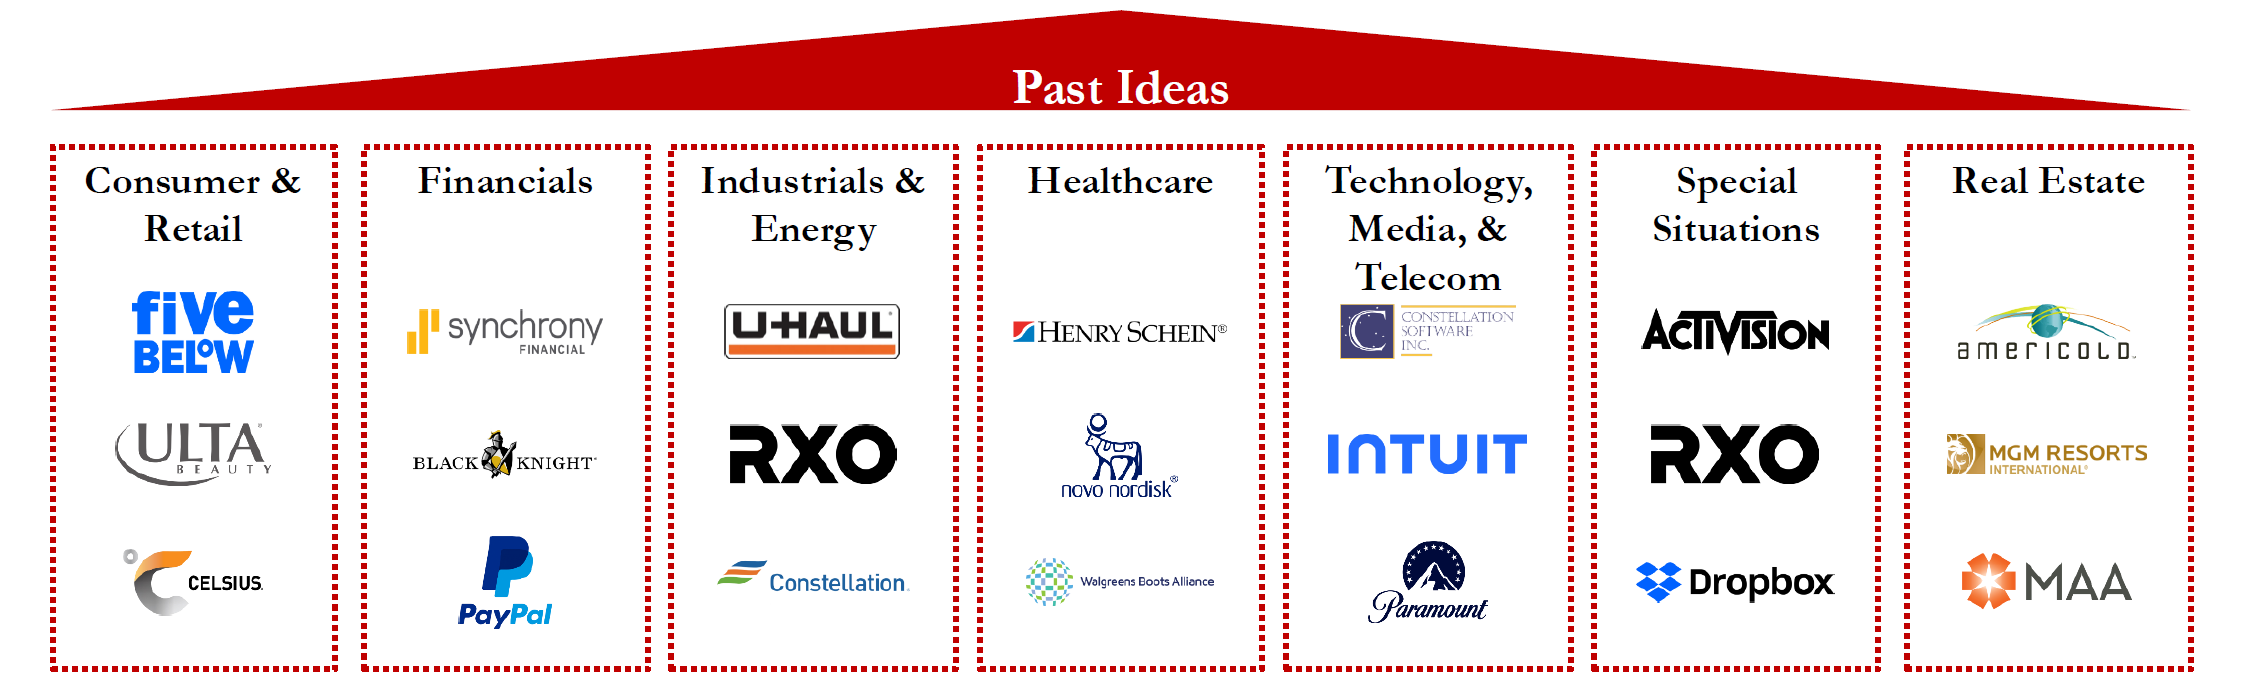 Past Ideas
Consumer &
Retail
five
BELOW
ULTA
BEAUTY
CELSIUS
Financials
synchrony
FINANCIAL
BLACK KNIGHT
PayPal
Industrials &
Energy
U-HAUL
RXO
Constellation
Healthcare
HENRY SCHEIN®
novo nordisk®
Walgreens Boots Alliance
Technology,
Media, &
Telecom
C
CONSTELLATION
SOFTWARE
INC.
INTUIT
Paramount
Special
Situations
ACTIVISION
RXO
Dropbox
Real Estate
americold
MGM RESORTS
INTERNATIONAL®
MAA